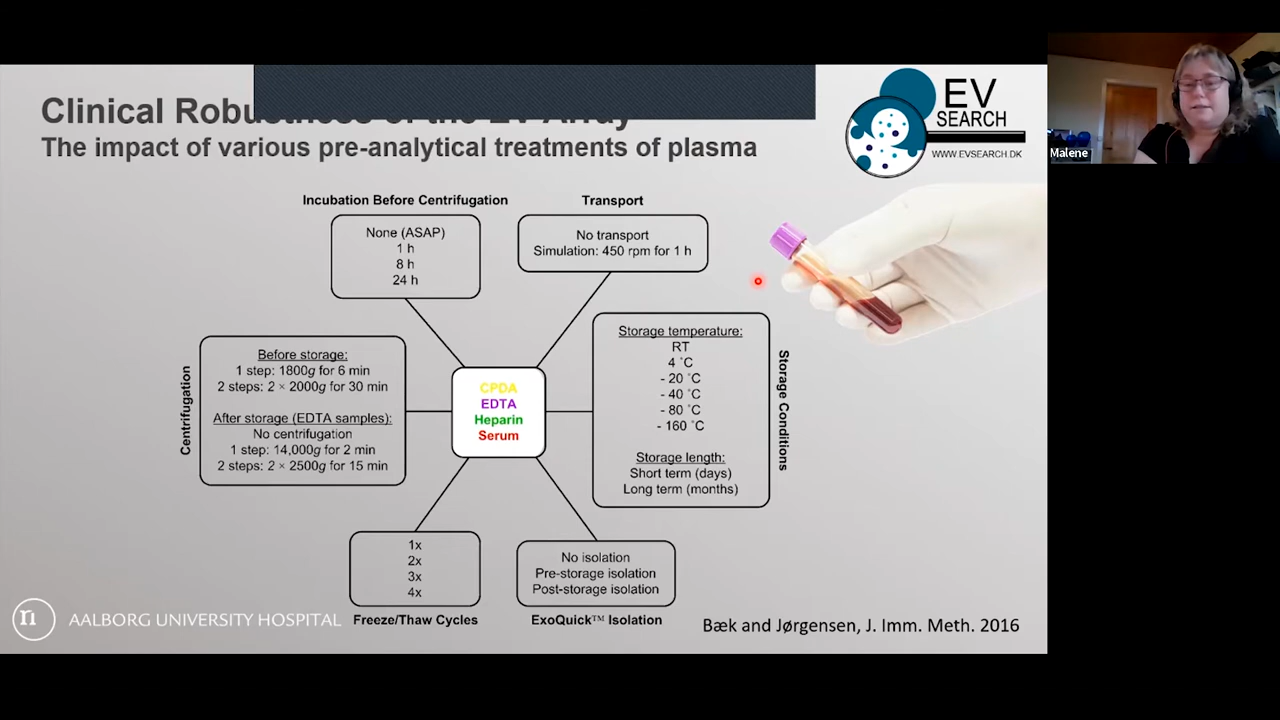 Clinical Robustness of the EV Array
The impact of various pre-analytical treatments of plasma
EV
SEARCH
WWW.EVSEARCH.DK
Malene
Incubation Before Centrifugation
None (ASAP)
1 h
8 h
24 h
Transport
No transport
Simulation: 450 rpm for 1 h
Centrifugation
Before storage:
1 step: 1800g for 6 min
2 steps: 2 × 2000g for 30 min
After storage (EDTA samples):
No centrifugation
1 step: 14,000g for 2 min
2 steps: 2 × 2500g for 15 min
CPDA
EDTA
Heparin
Serum
Storage temperature:
RT
4 ˚C
- 20 ˚C
- 40 ˚C
- 80 ˚C
- 160 ˚C
Storage length:
Short term (days)
Long term (months)
Storage Conditions
1x
2x
3x
4x
Freeze/Thaw Cycles
No isolation
Pre-storage isolation
Post-storage isolation
ExoQuick™ Isolation
n
AALBORG UNIVERSITY HOSPITAL
Bæk and Jørgensen, J. Imm. Meth. 2016